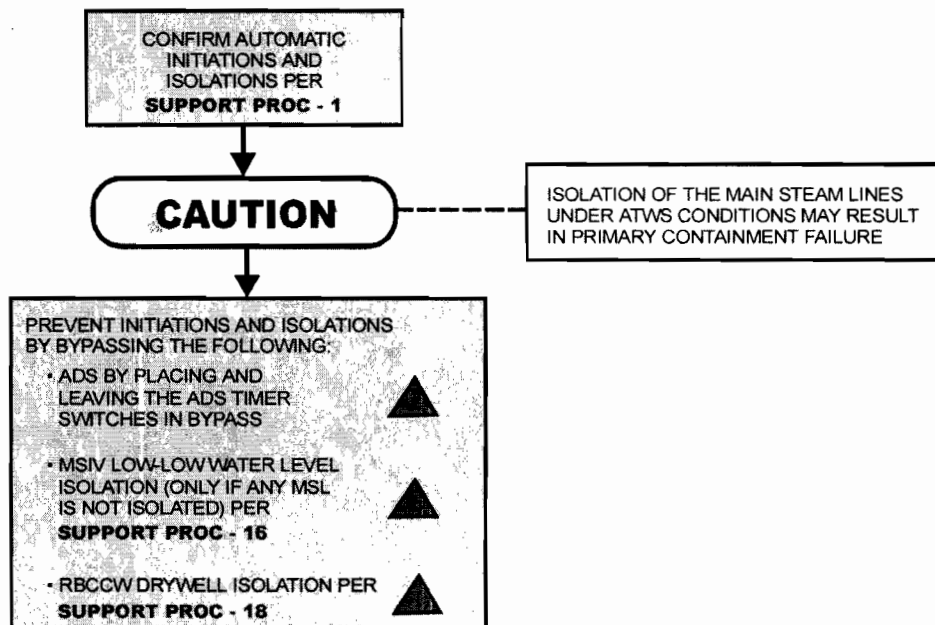 CONFIRM AUTOMATIC
INITIATIONS AND
ISOLATIONS PER
SUPPORT PROC - 1
CAUTION
ISOLATION OF THE MAIN STEAM LINES
UNDER ATWS CONDITIONS MAY RESULT
IN PRIMARY CONTAINMENT FAILURE
PREVENT INITIATIONS AND ISOLATIONS
BY BYPASSING THE FOLLOWING:
· ADS BY PLACING AND
LEAVING THE ADS TIMER
SWITCHES IN BYPASS
· MSIV LOW-LOW WATER LEVEL
ISOLATION (ONLY IF ANY MSL
IS NOT ISOLATED) PER
SUPPORT PROC - 16
· RBCCW DRYWELL ISOLATION PER
SUPPORT PROC - 18